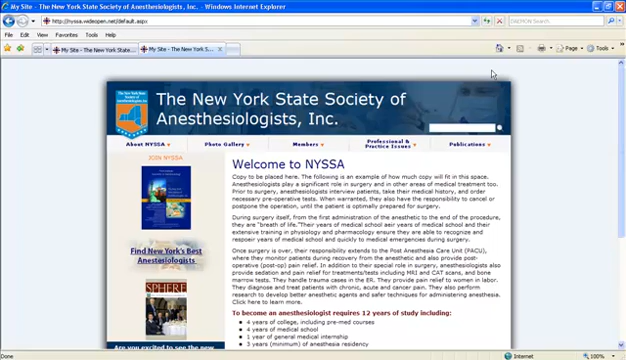 My Site - The New York State Society of Anesthesiologists, Inc. - Windows Internet Explorer
http://nyssa.wideopen.net/default.aspx
DAEMON Search
File Edit View Favorites Tools Help
My Site - The New York State...
My Site - The New York S...
Page
Tools
The New York State Society of
Anesthesiologists, Inc.
About NYSSA
Photo Gallery
Members
Professional &
Practice Issues
Publications
JOIN NYSSA
Find New York's Best
Anesthesiologists
SPHERE
Are you excited to see the new
Welcome to NYSSA
Copy to be placed here. The following is an example of how much copy will fit in this space.
Anesthesiologists play a significant role in surgery and in other areas of medical treatment too.
Prior to surgery, anesthesiologists interview patients, take their medical history, and order
necessary pre-operative tests. When warranted, they also have the responsibility to cancel or
postpone the operation, until the patient is optimally prepared for surgery.
During surgery itself, from the first administration of the anesthetic to the end of the procedure,
they are "breath of life."Their years of medical school aer years of medical school and their
extensive training in physiology and pharmacology ensure they are able to recognize and
respoer years of medical school and quickly to medical emergencies during surgery.
Once surgery is over, their responsibility extends to the Post Anesthesia Care Unit (PACU),
where they monitor patients during recovery from the anesthetic and also provide post-
operative (post-op) pain relief. In addition to their special role in surgery, anesthesiologists also
provide sedation and pain relief for treatments/tests including MRI and CAT scans, and bone
marrow tests. They handle trauma cases in the ER. They provide pain relief to women in labor.
They diagnose and treat patients with chronic, acute and cancer pain. They also perform
research to develop better anesthetic agents and safer techniques for administering anesthesia.
Click here to learn more.
To become an anesthesiologist requires 12 years of study including:
4 years of college, including pre-med courses
4 years of medical school
1 year of general medical internship
3 years (minimum) of anesthesia residency
Internet
100%